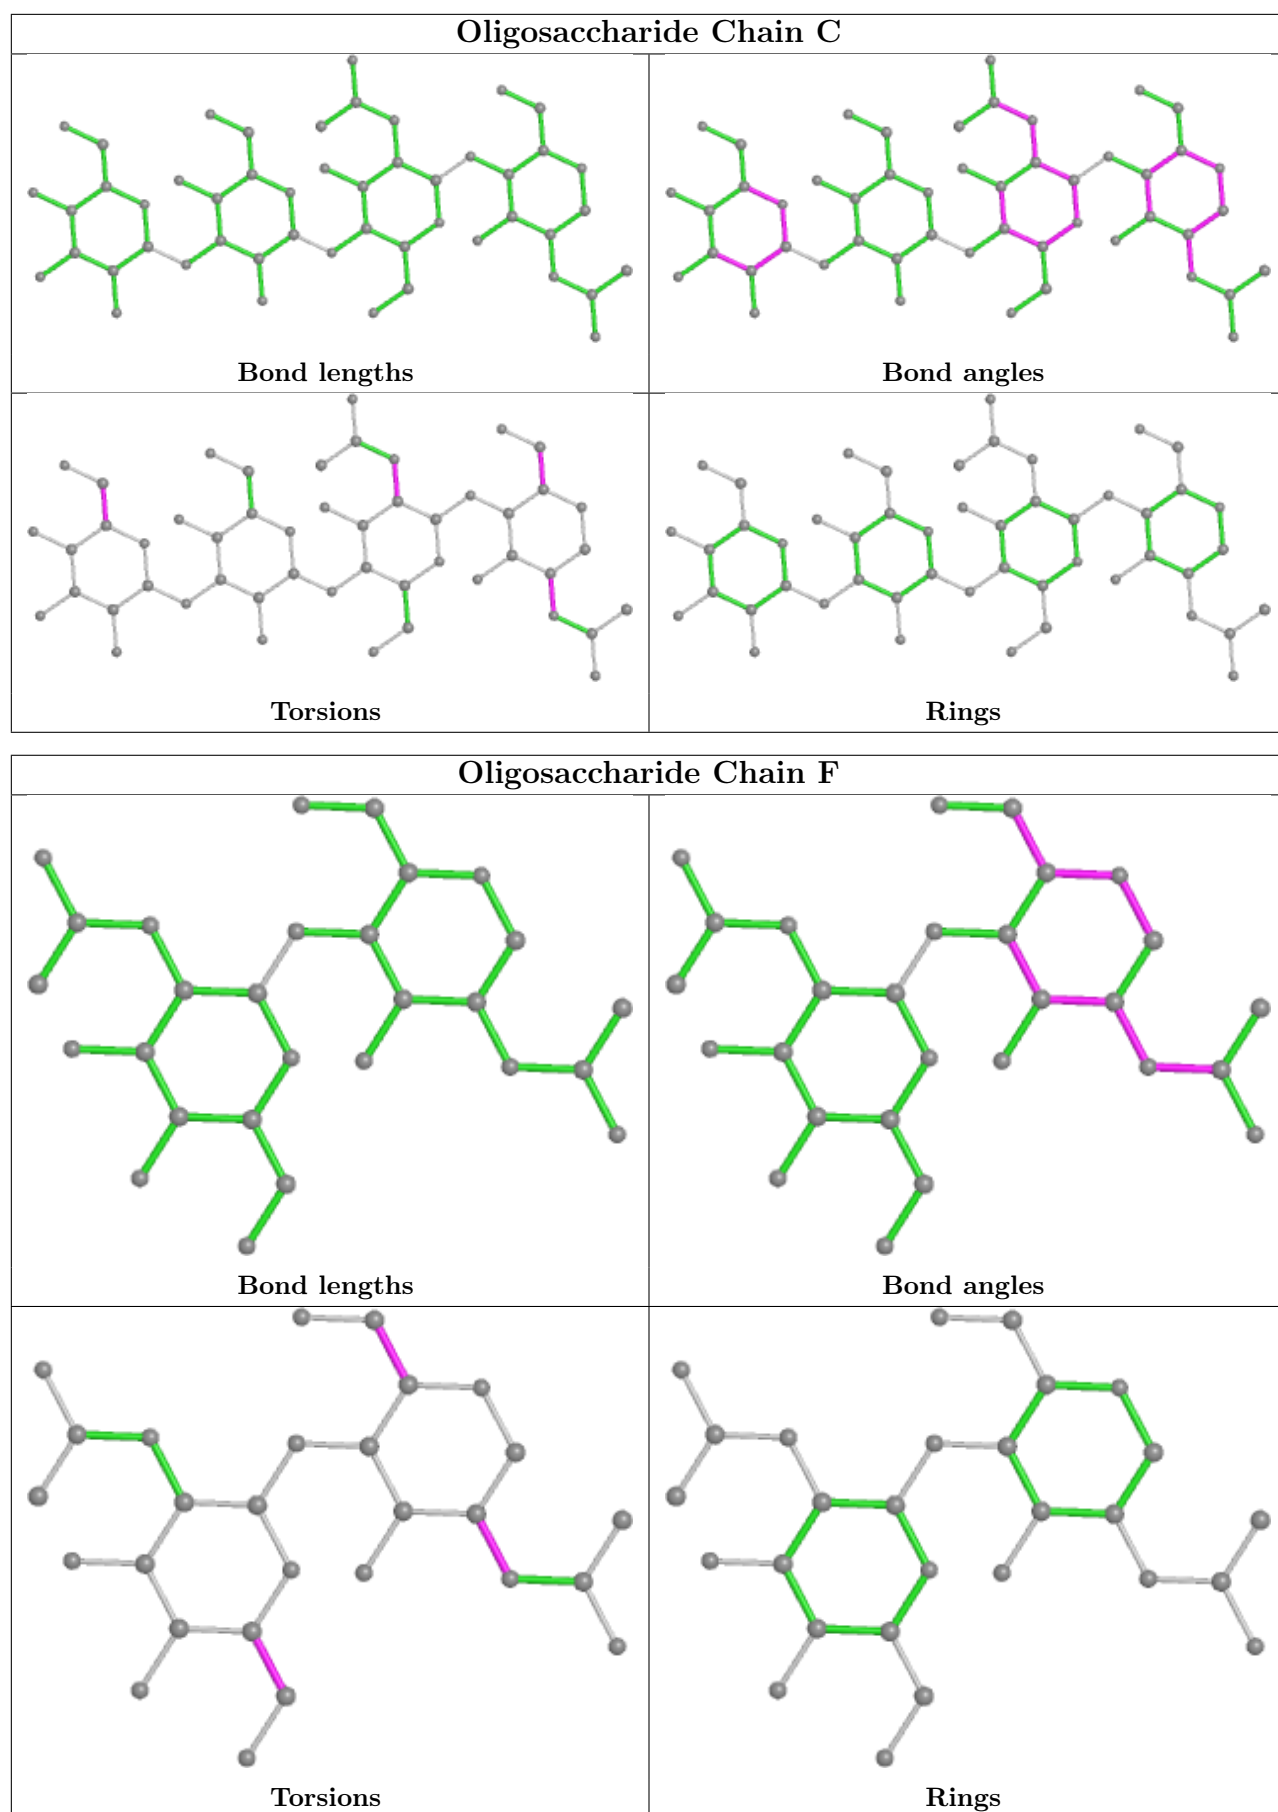 Oligosaccharide Chain C
Bond lengths
Bond angles
Torsions
Rings
Oligosaccharide Chain F
Bond lengths
Bond angles
Torsions
Rings